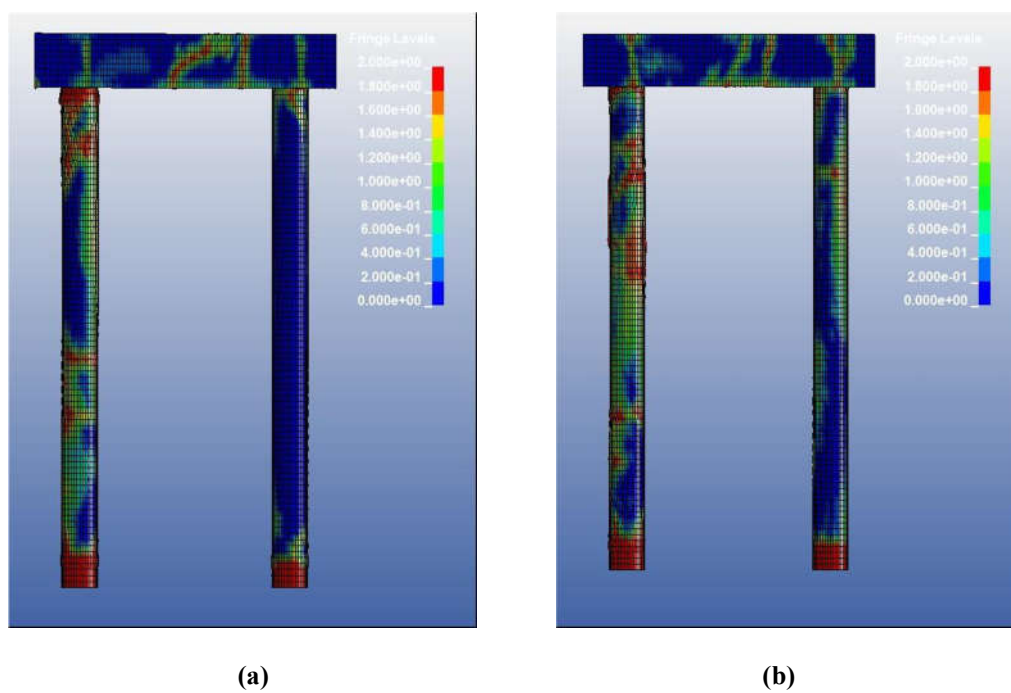 Fringe Levels
2.000e+00
1.800e+00
1.600e+00
1.400e+00
1.200e+00
1.000e+00
8.000e-01
6.000e-01
4.000e-01
2.000e-01
0.000e+00
Fringe Levels
2.000e+00
1.800e+00
1.600e+00
1.400e+00
1.200e+00
1.000e+00
8.000e-01
6.000e-01
4.000e-01
2.000e-01
0.000e+00
(a)
(b)